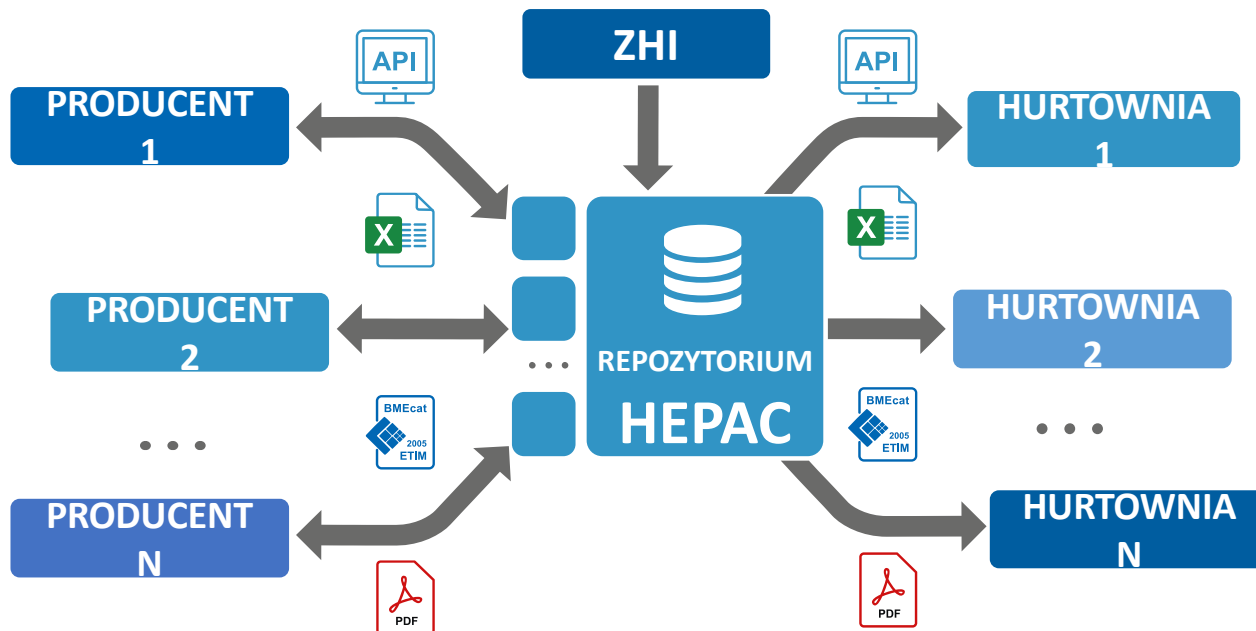 API
ZHI
API
PRODUCENT
1
HURTOWNIA
1
X
X
PRODUCENT
2
HURTOWNIA
2
...
REPOZYTORIUM
HEPAC
BMEcat
2005
ETIM
BMEcat
2005
ETIM
...
...
PRODUCENT
N
HURTOWNIA
N
PDF
PDF